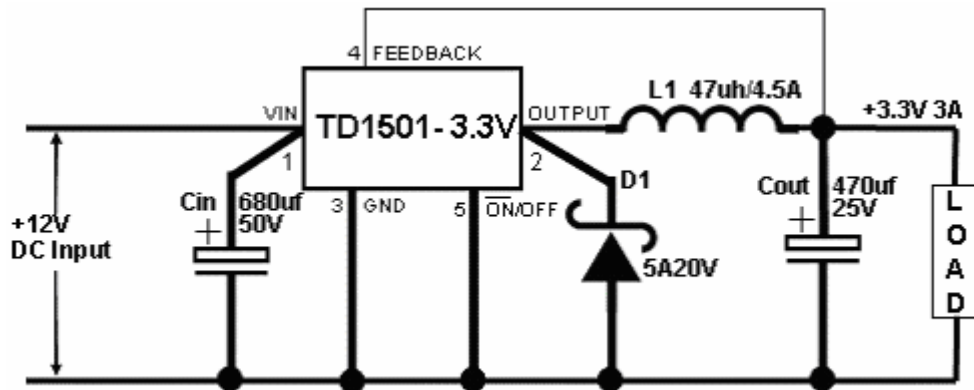 4 FEEDBACK
VIN
TD1501-3.3V
OUTPUT
L1 47uh/4.5A
+3.3V 3A
1
2
Cin
680uf
50V
+
3 GND
5 ON/OFF
D1
5A20V
Cout
470uf
25V
+
+12V
DC Input
LOAD